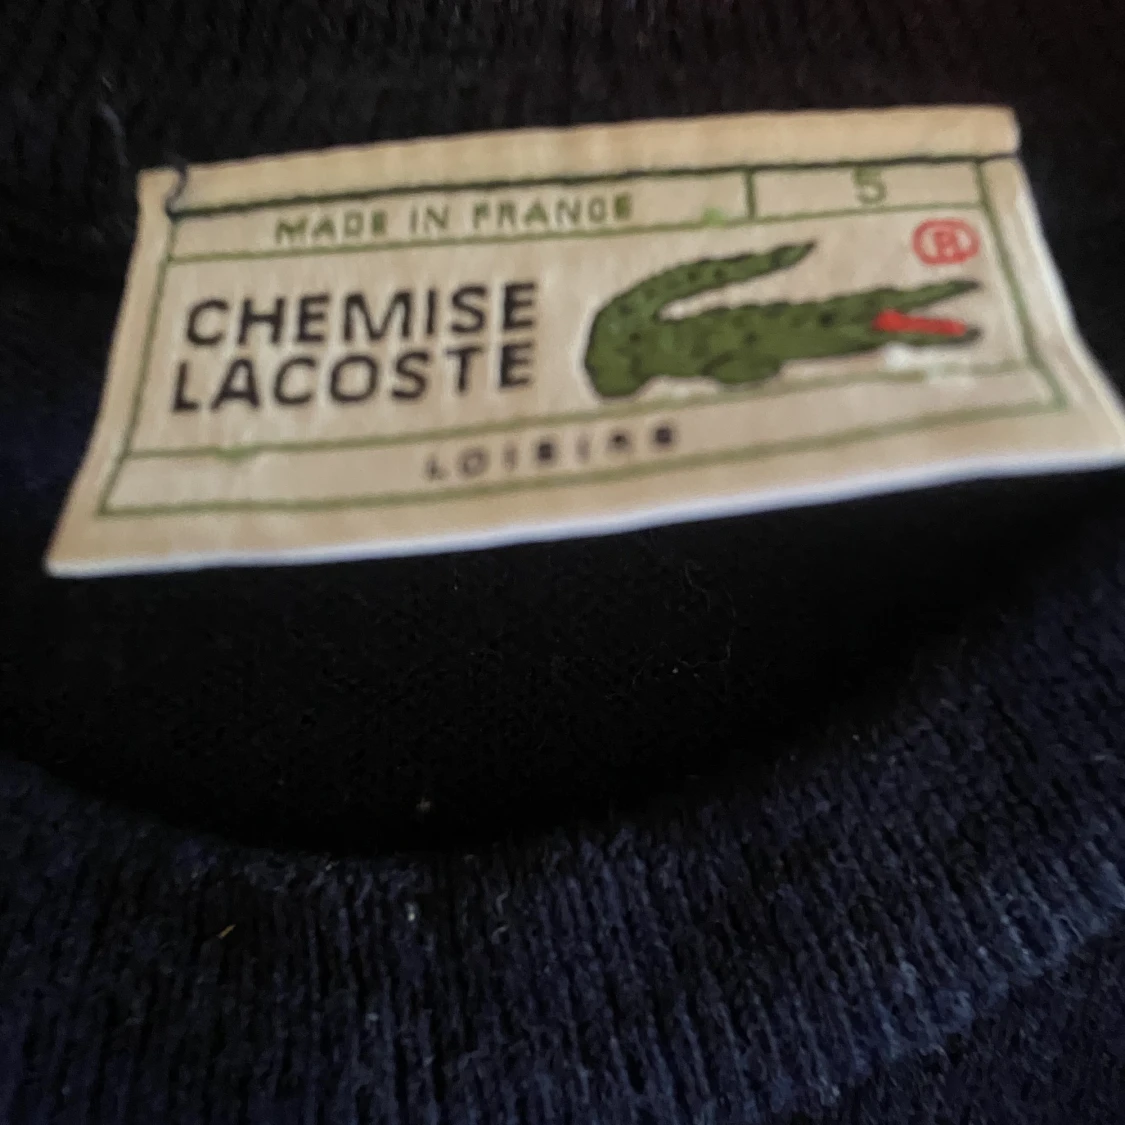 MADE IN FRANCE 5
®
CHEMISE
LACOSTE
LOISIRS